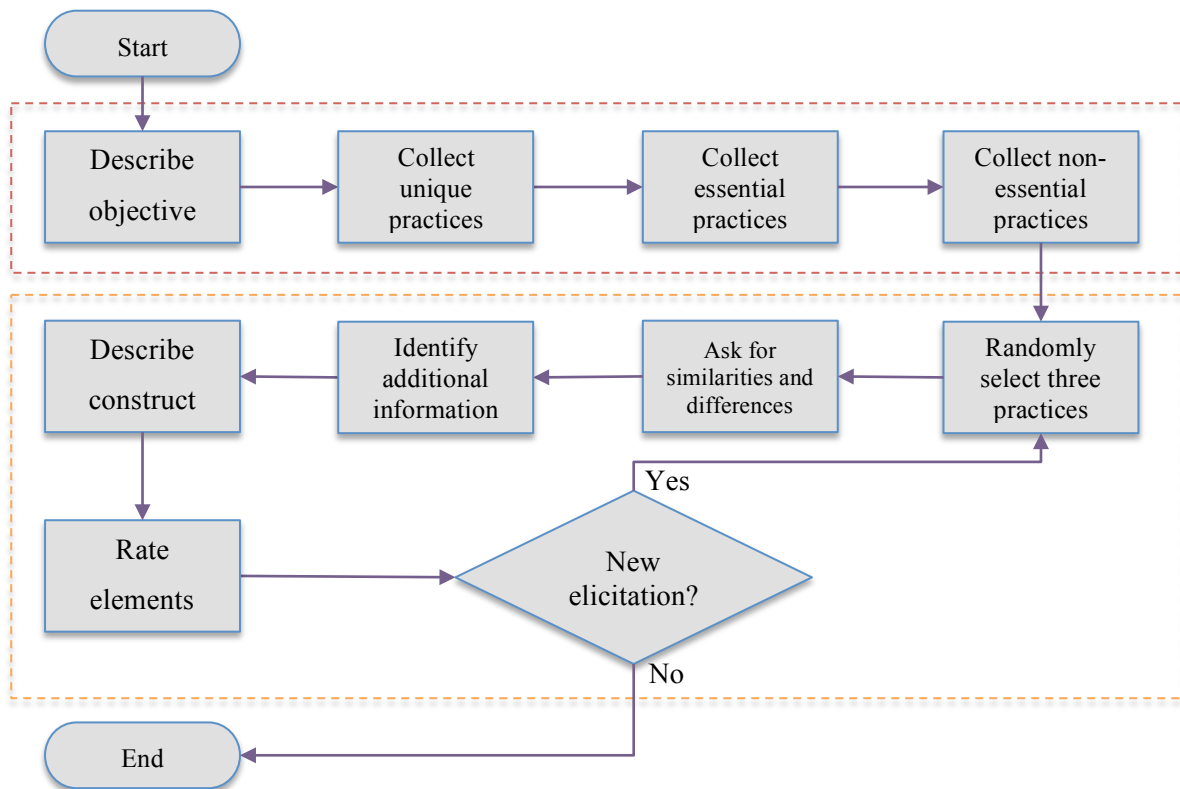 Start
Describe
objective
Collect
unique
practices
Collect
essential
practices
Collect non-
essential
practices
Describe
construct
Identify
additional
information
Ask for
similarities and
differences
Randomly
select three
practices
Yes
Rate
elements
New
elicitation?
No
End